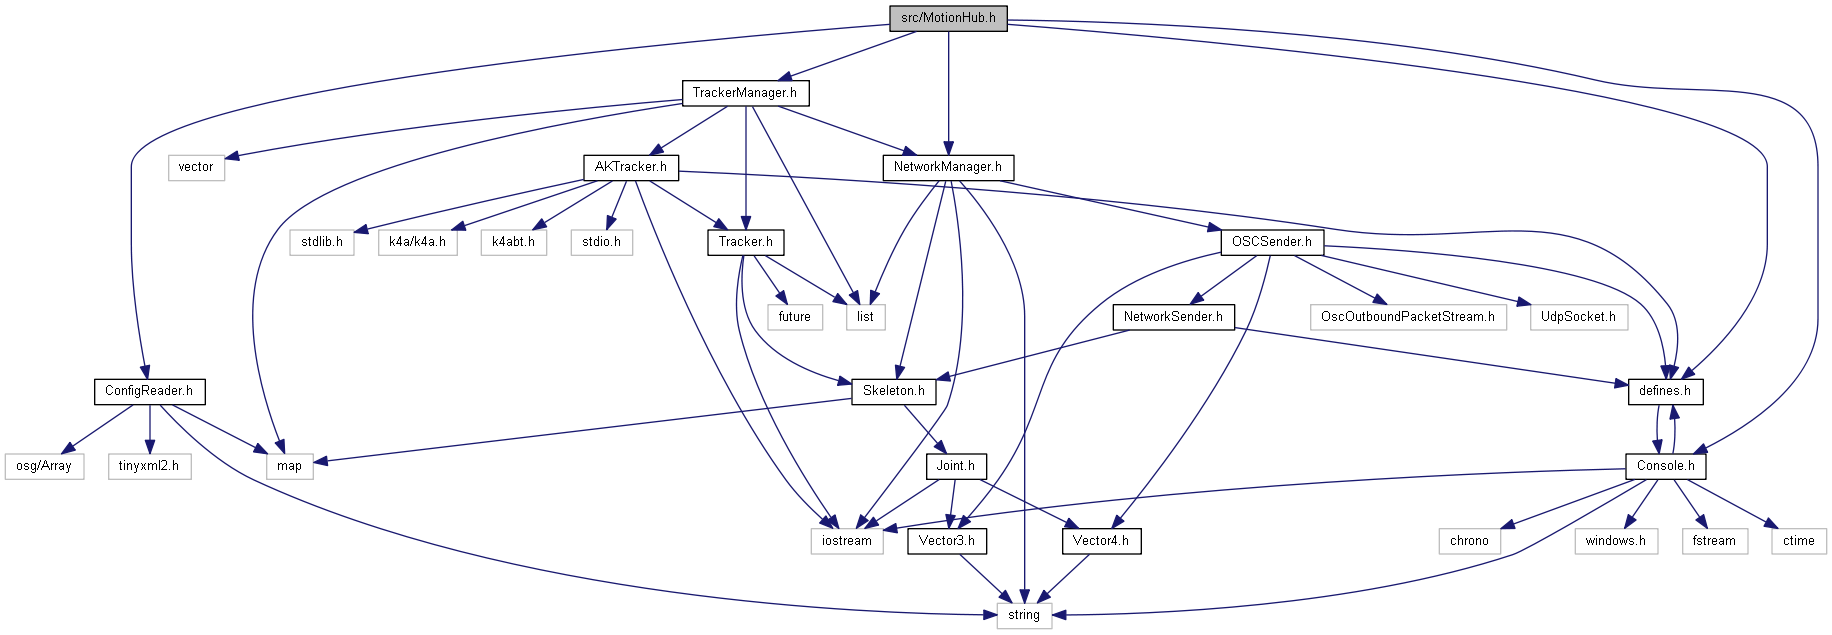 src/MotionHub.h
TrackerManager.h
vector
AKTracker.h
NetworkManager.h
stdlib.h
k4a/k4a.h
k4abt.h
stdio.h
Tracker.h
OSCSender.h
future
list
NetworkSender.h
OscOutboundPacketStream.h
UdpSocket.h
ConfigReader.h
Skeleton.h
defines.h
osg/Array
tinyxml2.h
map
Joint.h
Console.h
iostream
Vector3.h
Vector4.h
chrono
windows.h
fstream
ctime
string